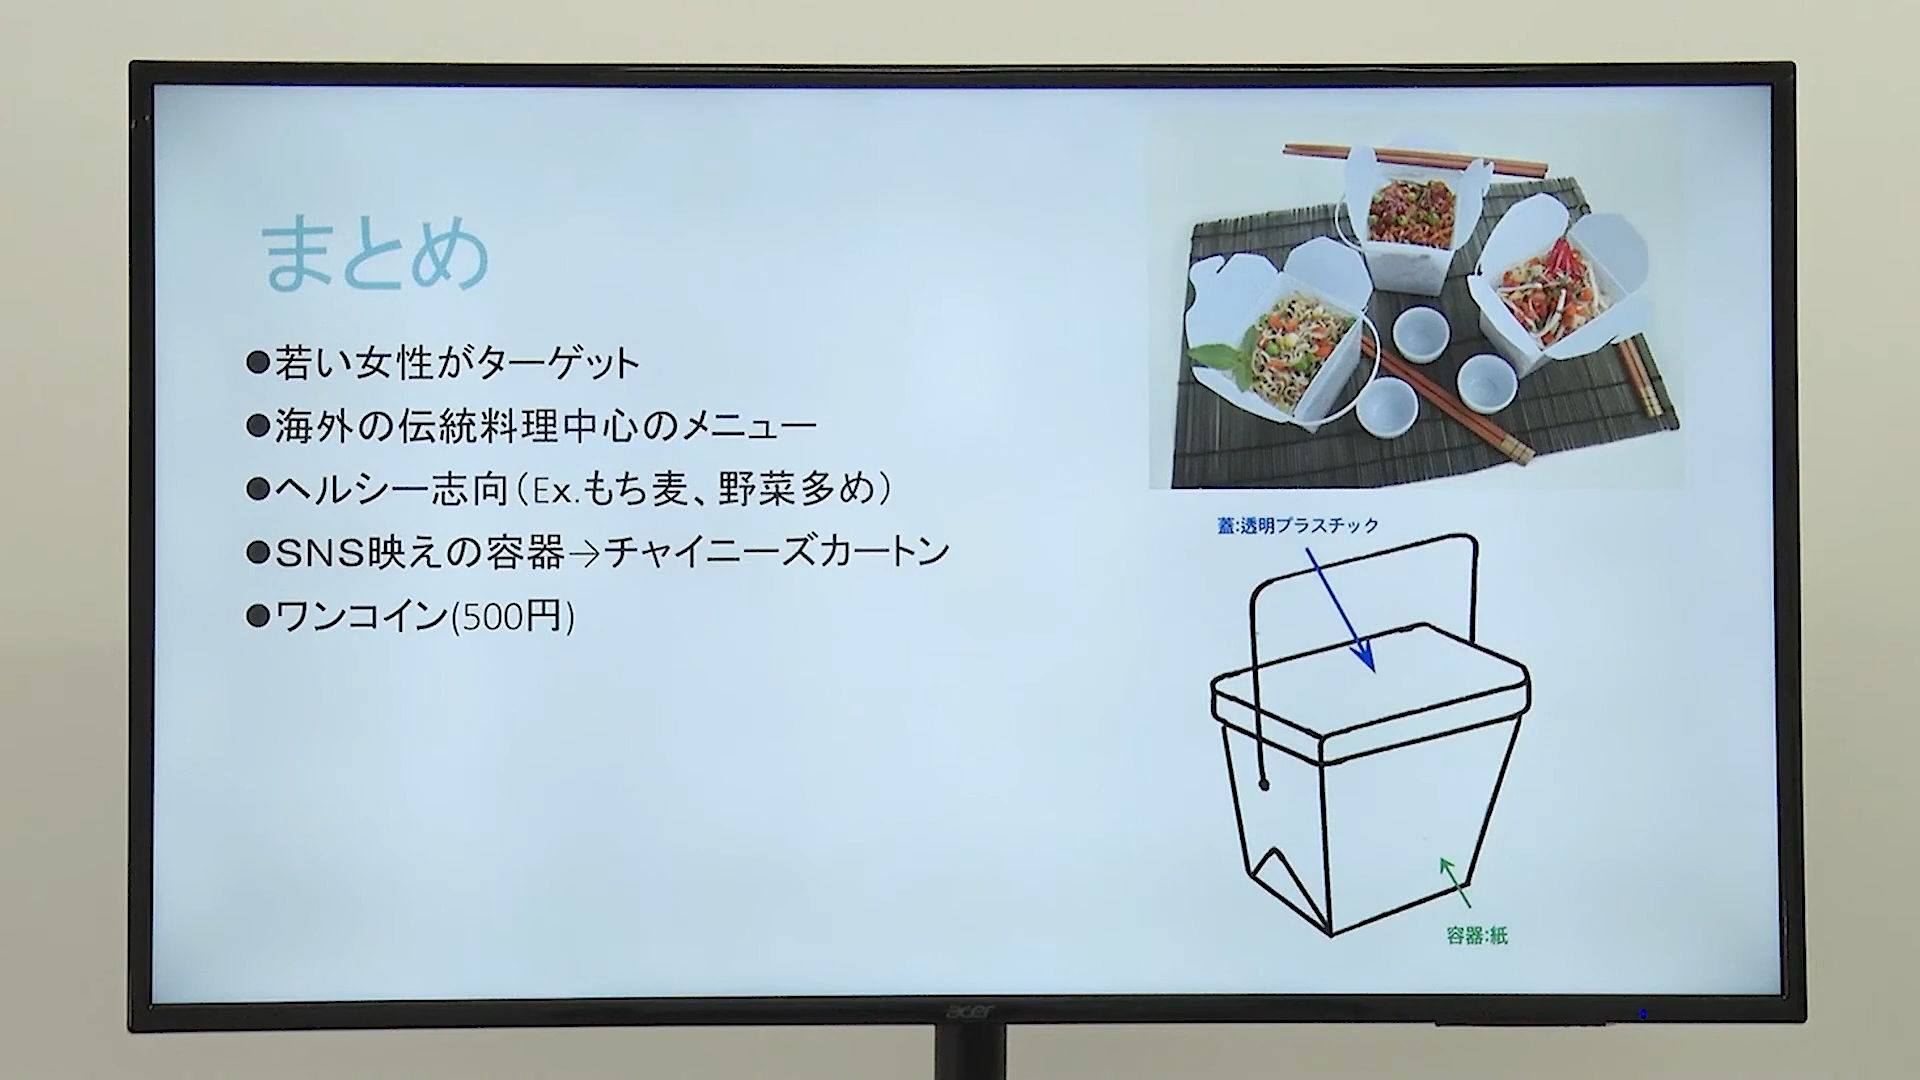 まとめ
●若い女性がターゲット
●海外の伝統料理中心のメニュー
●ヘルシー志向（Ex.もち麦、野菜多め）
●ＳＮＳ映えの容器→チャイニーズカートン
●ワンコイン(500円)
蓋:透明プラスチック
容器:紙
acer